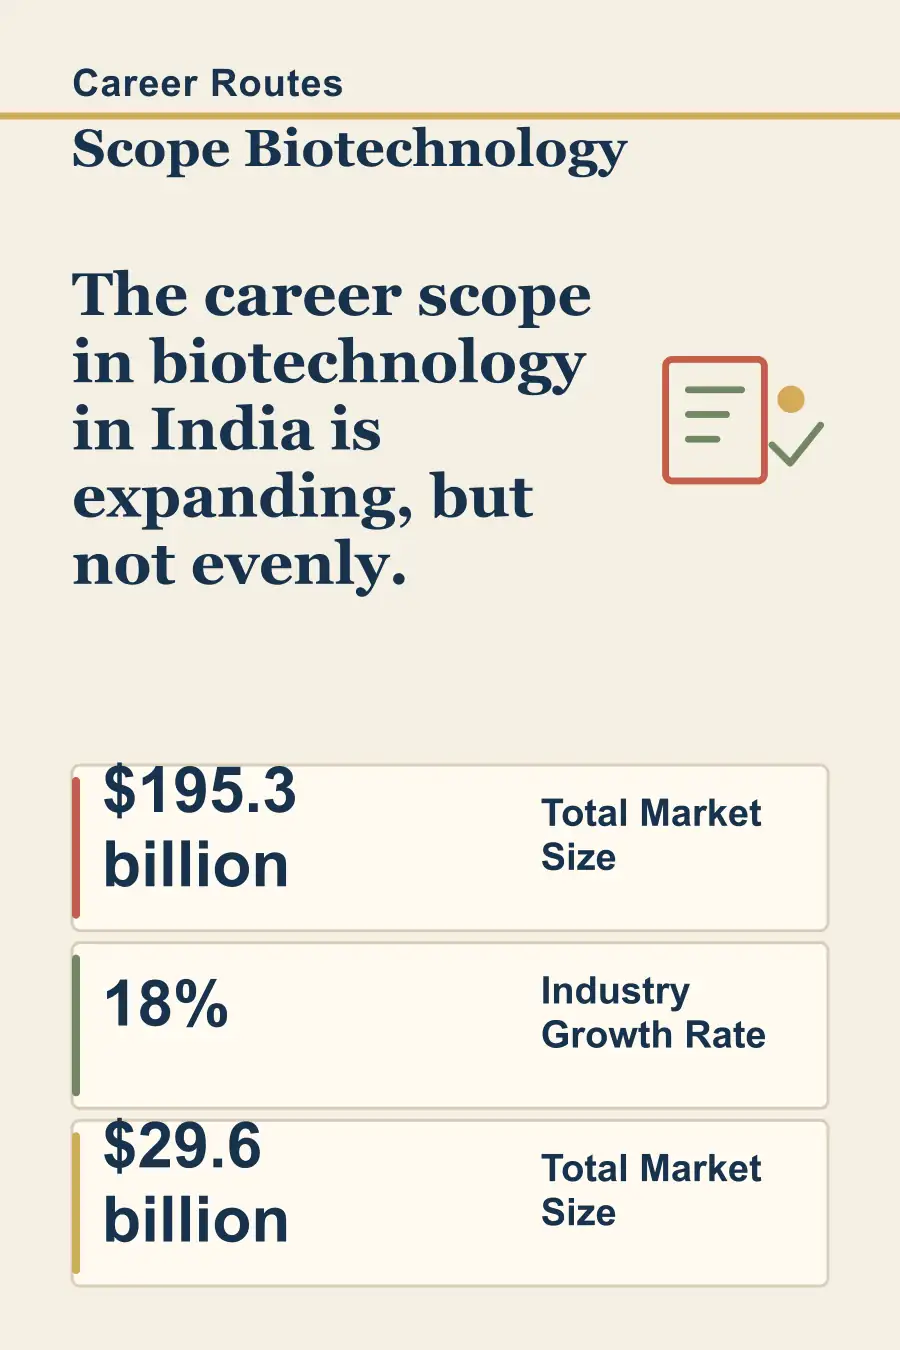 Career Routes
Scope Biotechnology
The career scope
in biotechnology
in India is
expanding, but
not evenly.
$195.3
billion
Total Market
Size
18%
Industry
Growth Rate
$29.6
billion
Total Market
Size